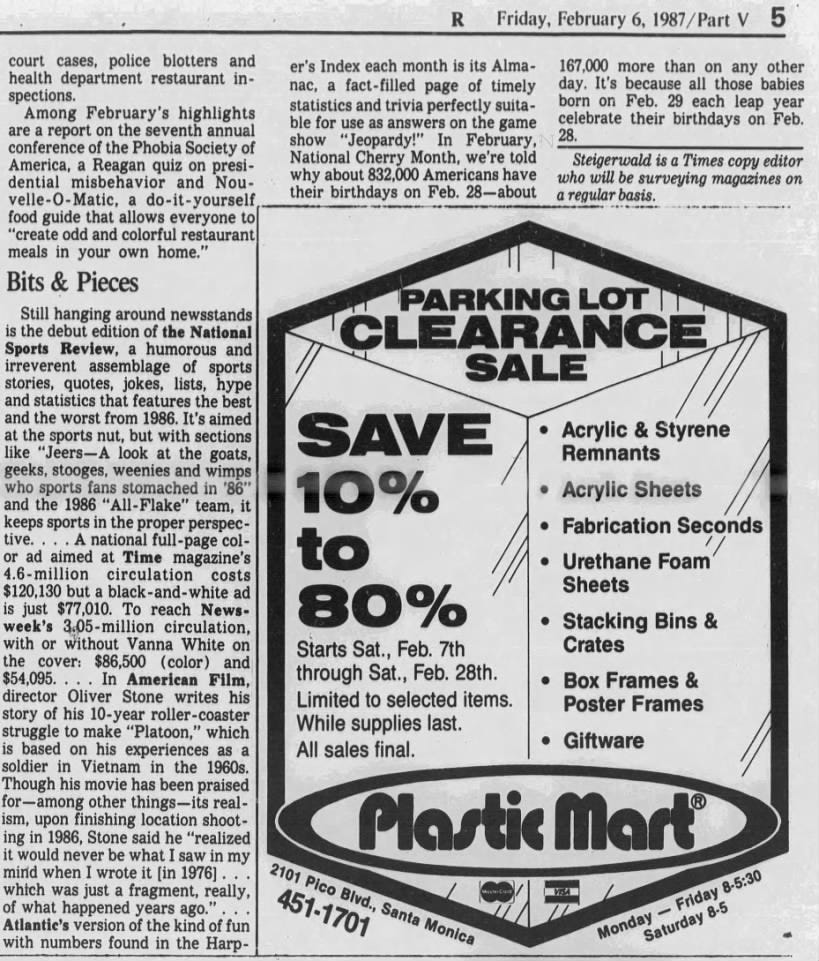 R Friday, February 6, 1987/Part V 5
court cases, police blotters and
health department restaurant in-
spections.
Among February's highlights
are a report on the seventh annual
conference of the Phobia Society of
America, a Reagan quiz on presi-
dential misbehavior and Nou-
velle-O-Matic, a do-it-yourself
food guide that allows everyone to
"create odd and colorful restaurant
meals in your own home."
Bits & Pieces
Still hanging around newsstands
is the debut edition of the National
Sports Review, a humorous and
irreverent assemblage of sports
stories, quotes, jokes, lists, hype
and statistics that features the best
and the worst from 1986. It's aimed
at the sports nut, but with sections
like "Jeers—A look at the goats,
geeks, stooges, weenies and wimps
who sports fans stomached in '86"
and the 1986 "All-Flake" team, it
keeps sports in the proper perspec-
tive. . . . A national full-page col-
or ad aimed at Time magazine's
4.6-million circulation costs
$120,130 but a black-and-white ad
is just $77,010. To reach News-
week's 3.05-million circulation,
with or without Vanna White on
the cover: $86,500 (color) and
$54,095. . . . In American Film,
director Oliver Stone writes his
story of his 10-year roller-coaster
struggle to make "Platoon," which
is based on his experiences as a
soldier in Vietnam in the 1960s.
Though his movie has been praised
for—among other things—its real-
ism, upon finishing location shoot-
ing in 1986, Stone said he "realized
it would never be what I saw in my
mind when I wrote it [in 1976] . . .
which was just a fragment, really,
of what happened years ago." . . .
Atlantic's version of the kind of fun
with numbers found in the Harp-
er's Index each month is its Alma-
nac, a fact-filled page of timely
statistics and trivia perfectly suita-
ble for use as answers on the game
show "Jeopardy!" In February,
National Cherry Month, we're told
why about 832,000 Americans have
their birthdays on Feb. 28—about
167,000 more than on any other
day. It's because all those babies
born on Feb. 29 each leap year
celebrate their birthdays on Feb.
28.
Steigerwald is a Times copy editor
who will be surveying magazines on
a regular basis.
PARKING LOT
CLEARANCE
SALE
SAVE
10%
to
80%
Starts Sat., Feb. 7th
through Sat., Feb. 28th.
Limited to selected items.
While supplies last.
All sales final.
• Acrylic & Styrene
Remnants
• Acrylic Sheets
• Fabrication Seconds
• Urethane Foam
Sheets
• Stacking Bins &
Crates
• Box Frames &
Poster Frames
• Giftware
Plastic Mart®
2101 Pico Blvd., Santa Monica
451-1701
MasterCard
VISA
Monday — Friday 8-5:30
Saturday 8-5